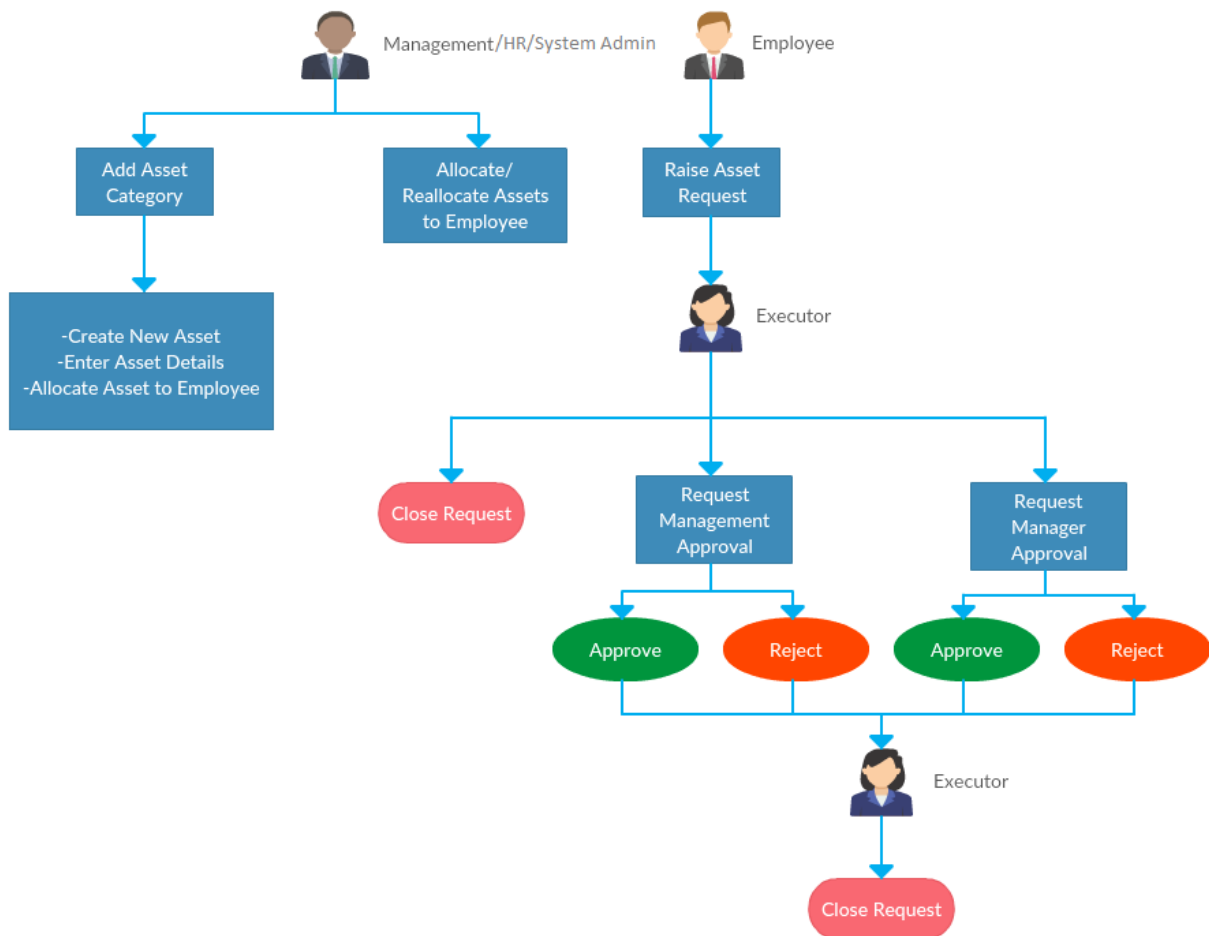 Management/HR/System Admin
Employee
Add Asset
Category
Allocate/
Reallocate Assets
to Employee
Raise Asset
Request
-Create New Asset
-Enter Asset Details
-Allocate Asset to Employee
Executor
Close Request
Request
Management
Approval
Request
Manager
Approval
Approve
Reject
Approve
Reject
Executor
Close Request